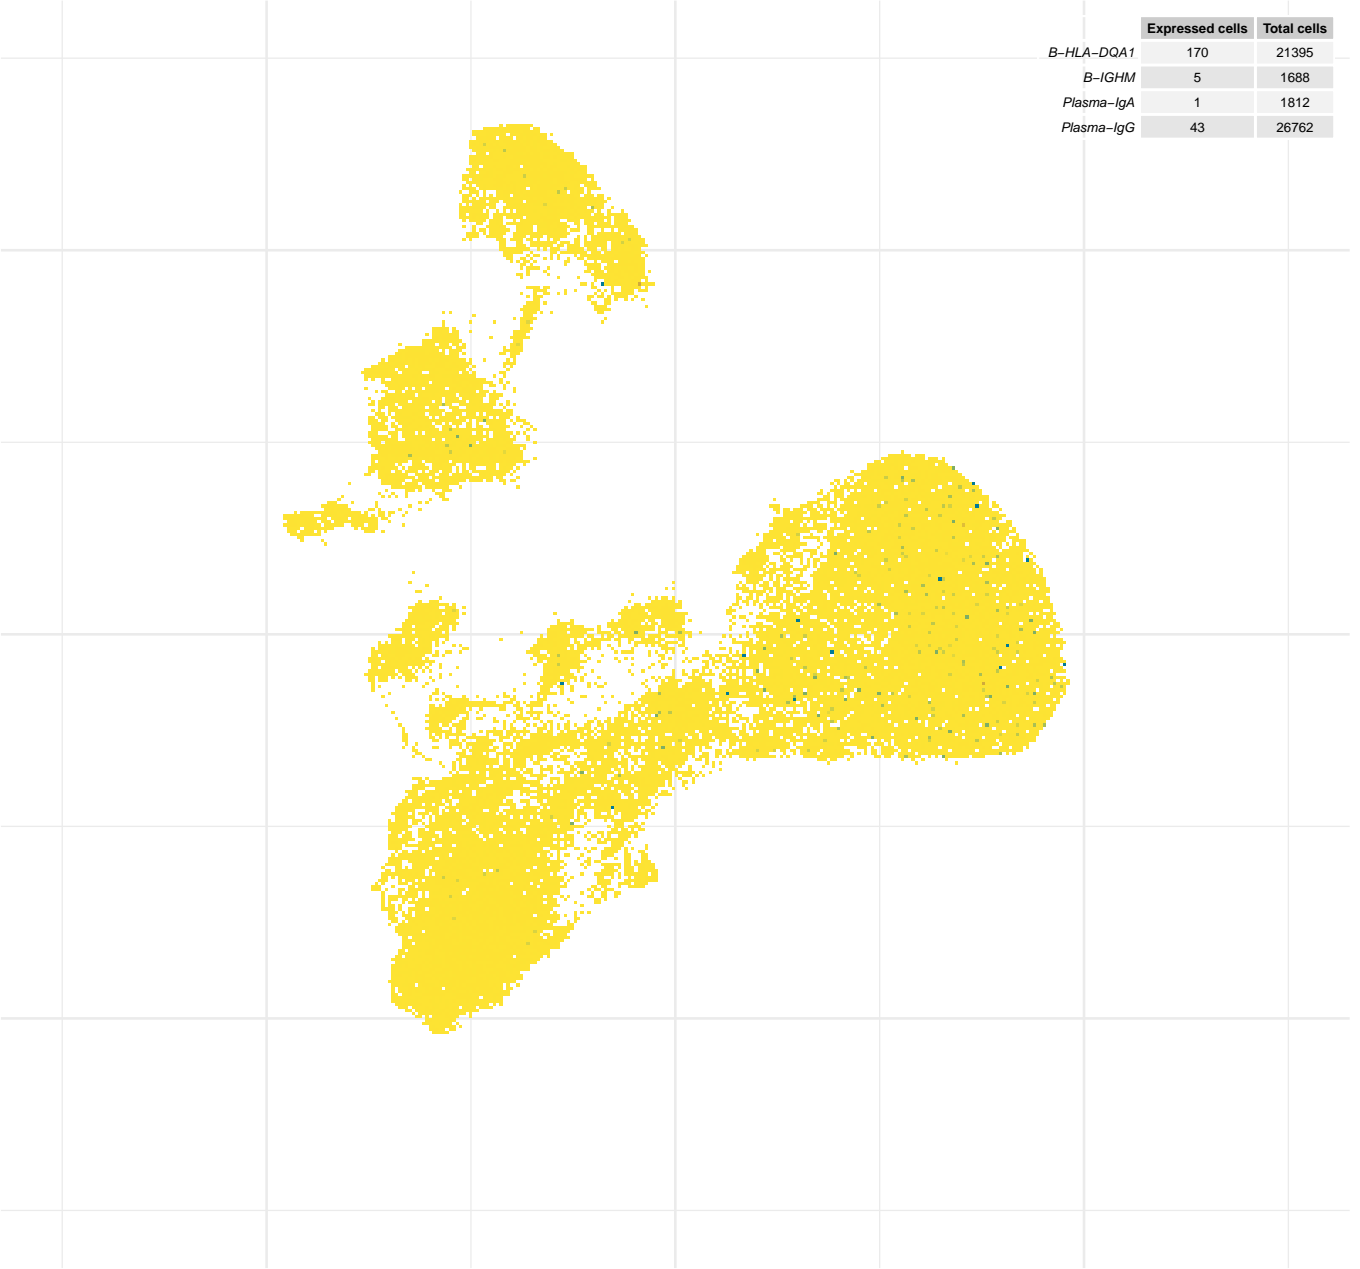 Expressed cells Total cells
B−HLA−DQA1 170 21395
B−IGHM 5 1688
Plasma−IgA 1 1812
Plasma−IgG 43 26762